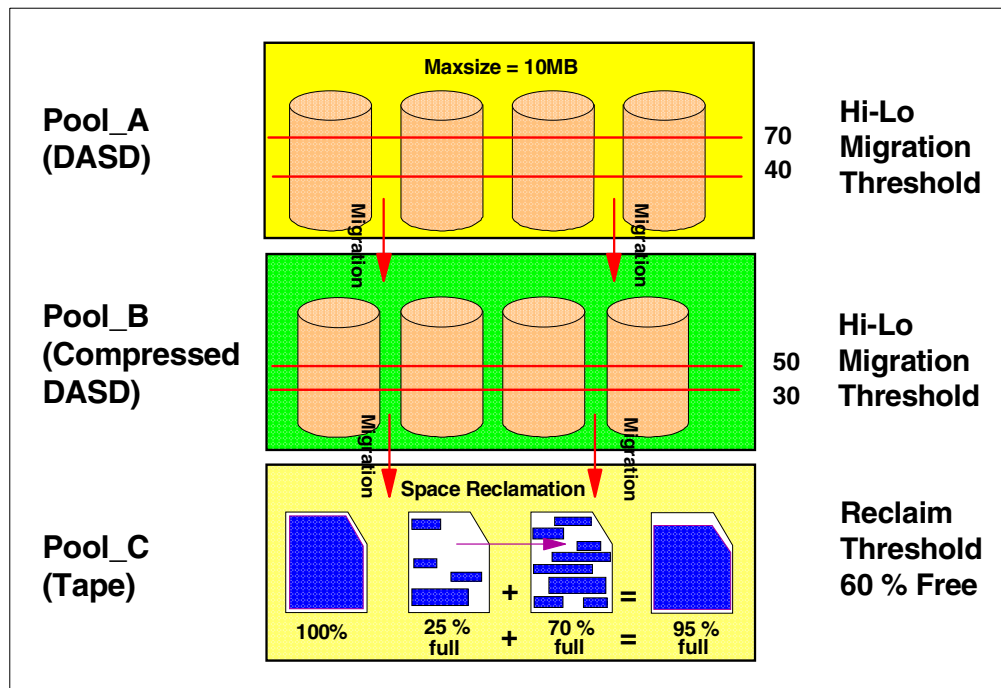 Maxsize = 10MB
Pool_A
(DASD)
70
40
Hi-Lo
Migration
Threshold
Migration
Migration
Pool_B
(Compressed
DASD)
50
30
Hi-Lo
Migration
Threshold
Migration
Migration
Space Reclamation
Pool_C
(Tape)
+
=
100%
25 %
full
+
70 %
full
=
95 %
full
Reclaim
Threshold
60 % Free